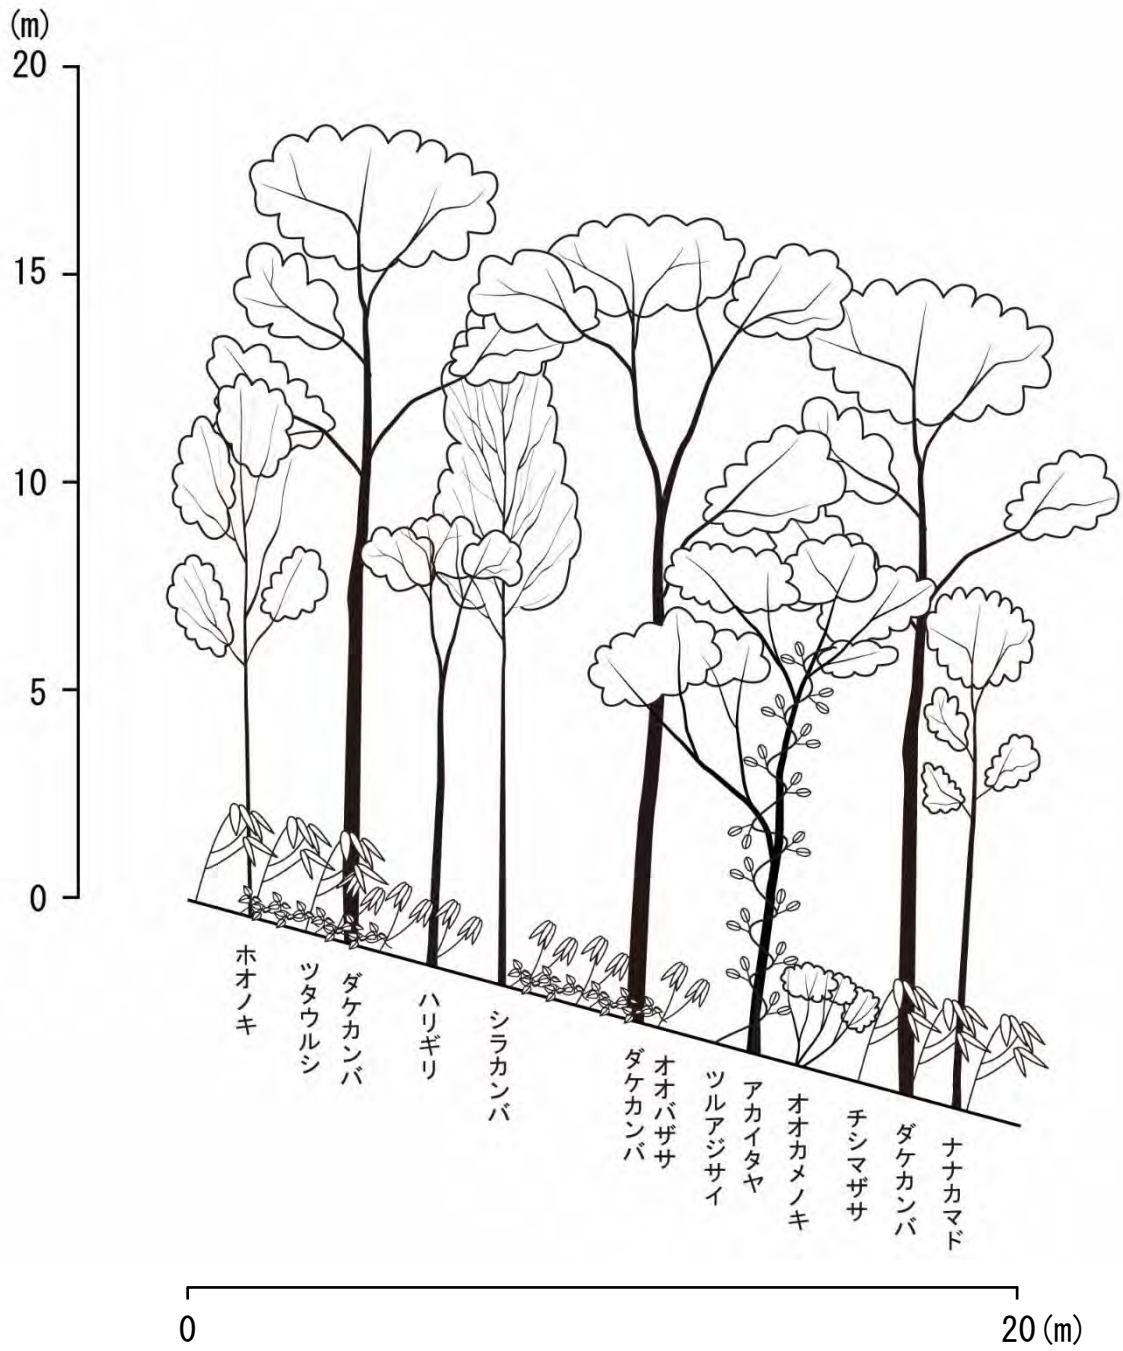 (m)
20
15
10
5
0
ホオノキ
ツタウルシ
ダケカンバ
ハリギリ
シラカンバ
ダケカンバ
オオバザサ
ツルアジサイ
アカイタヤ
オオカメノキ
チシマザサ
ダケカンバ
ナナカマド
0
20(m)